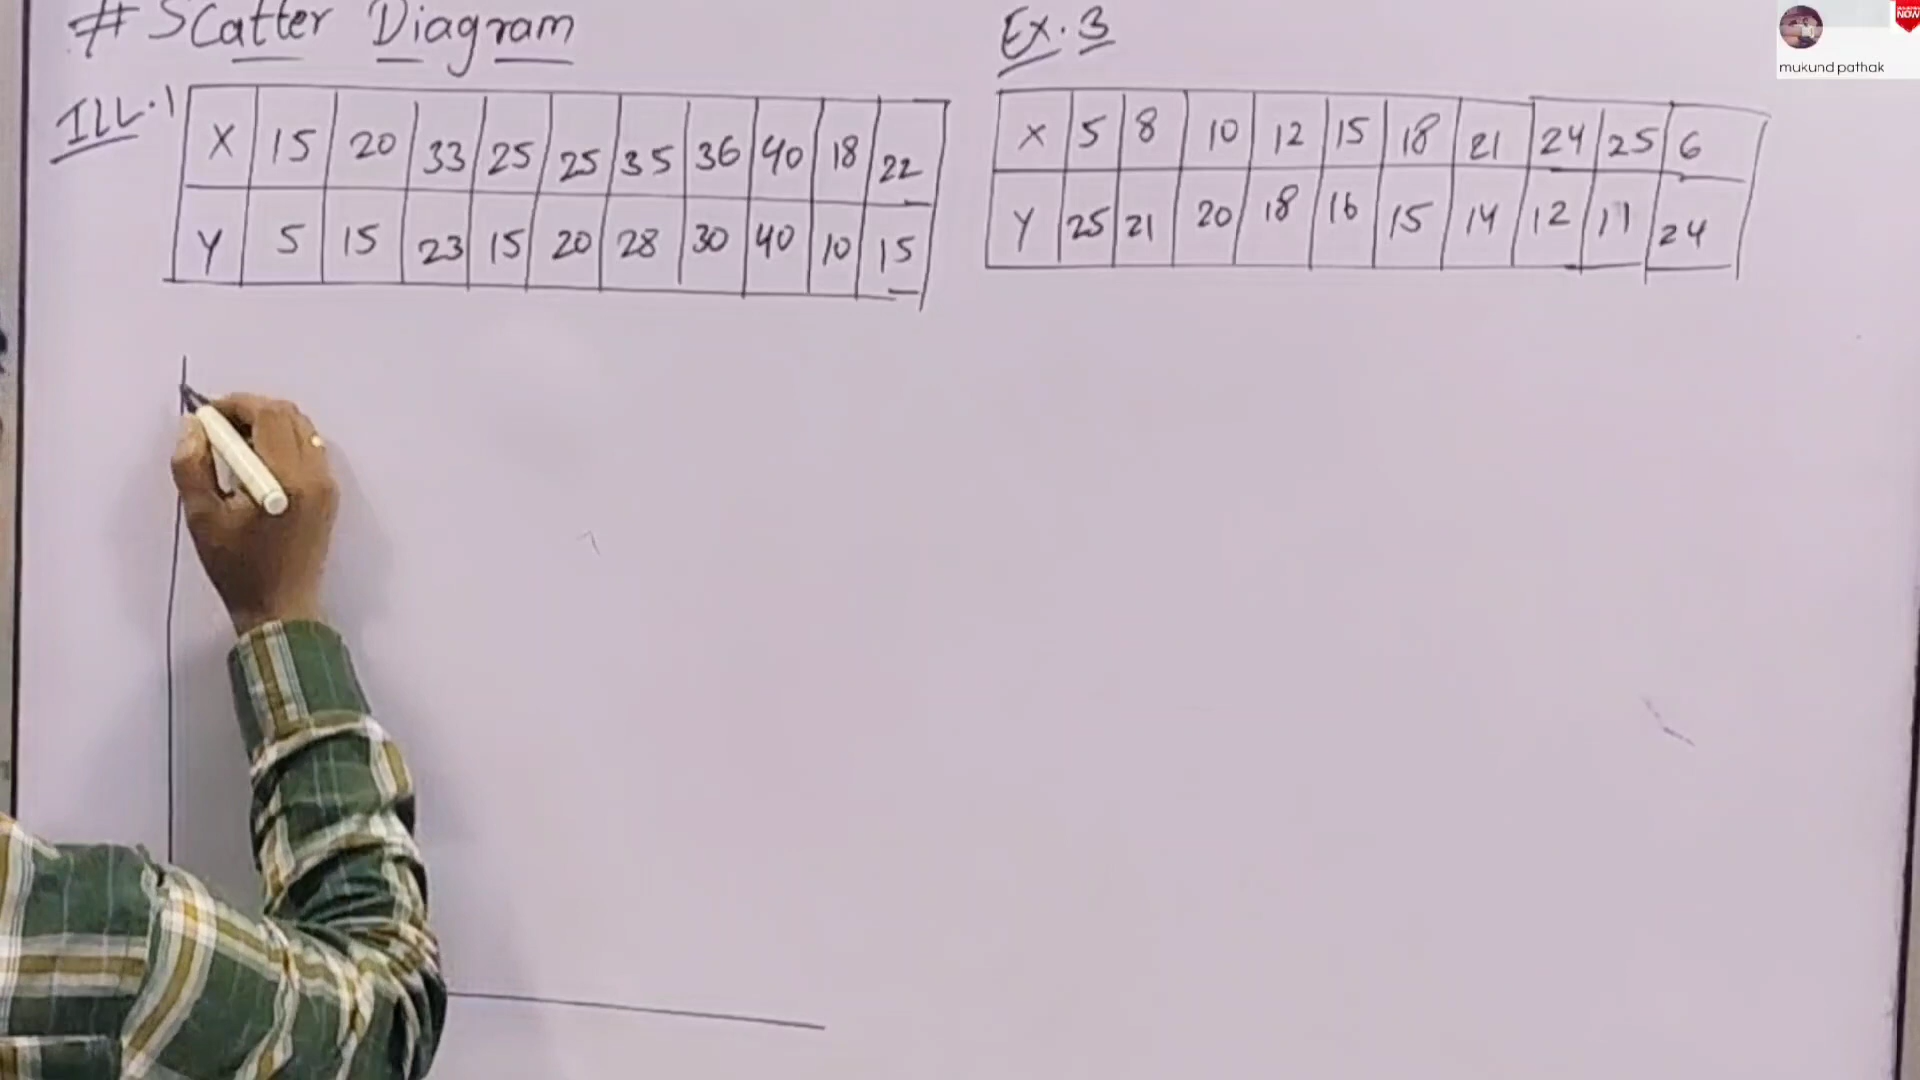 # Scatter Diagram
ILL.1
X 15 20 33 25 25 35 36 40 18 22
Y 5 15 23 15 20 28 30 40 10 15
Ex.3
X 5 8 10 12 15 18 21 24 25 6
Y 25 21 20 18 16 15 14 12 11 24
NOW
mukund pathak